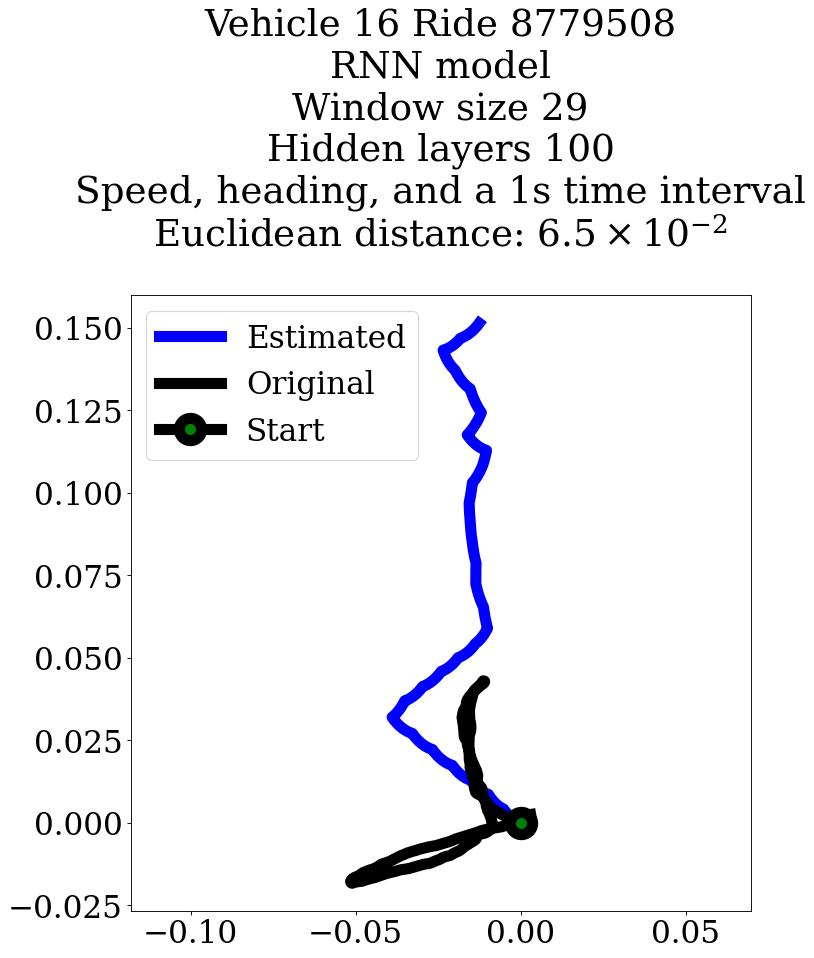 Vehicle 16 Ride 8779508
RNN model
Window size 29
Hidden layers 100
Speed, heading, and a 1s time interval
Euclidean distance: 6.5 × 10⁻²
Estimated
Original
Start
0.150
0.125
0.100
0.075
0.050
0.025
0.000
−0.025
−0.10 −0.05 0.00 0.05